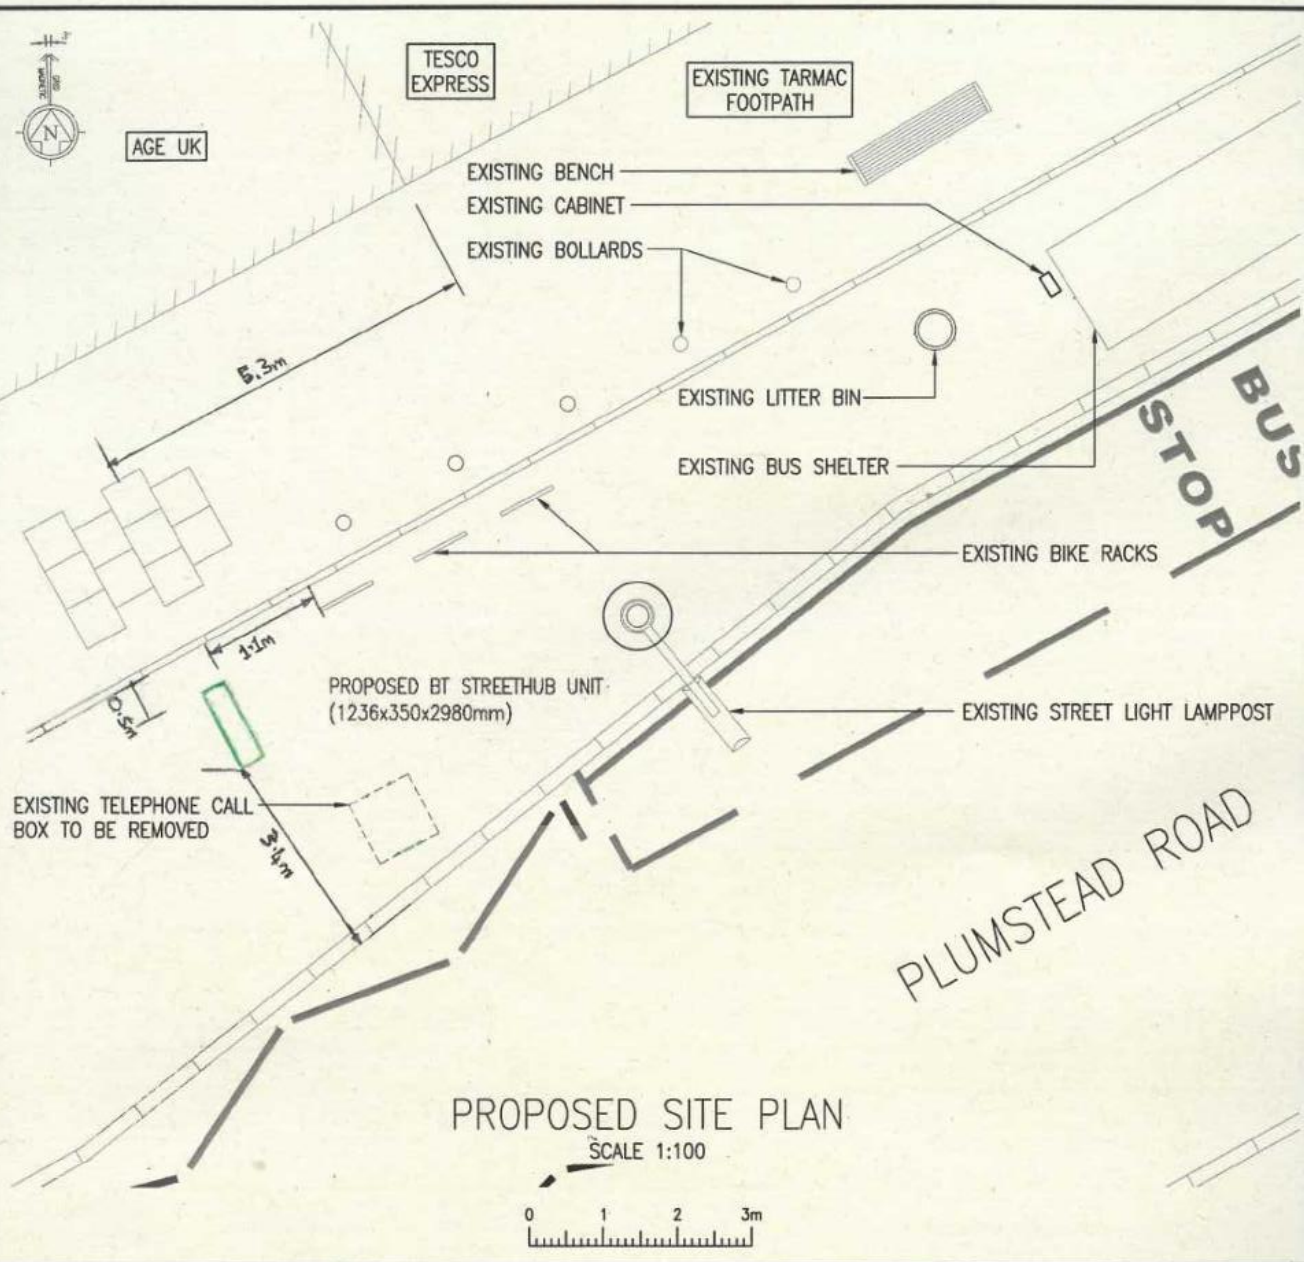 GRID
MAGNETIC
N
TESCO
EXPRESS
AGE UK
EXISTING TARMAC
FOOTPATH
EXISTING BENCH
EXISTING CABINET
EXISTING BOLLARDS
5.3m
EXISTING LITTER BIN
EXISTING BUS SHELTER
BUS
STOP
EXISTING BIKE RACKS
1.1m
0.5m
PROPOSED BT STREETHUB UNIT
(1236x350x2980mm)
EXISTING STREET LIGHT LAMPPOST
EXISTING TELEPHONE CALL
BOX TO BE REMOVED
3.4m
PLUMSTEAD ROAD
PROPOSED SITE PLAN
SCALE 1:100
0 1 2 3m